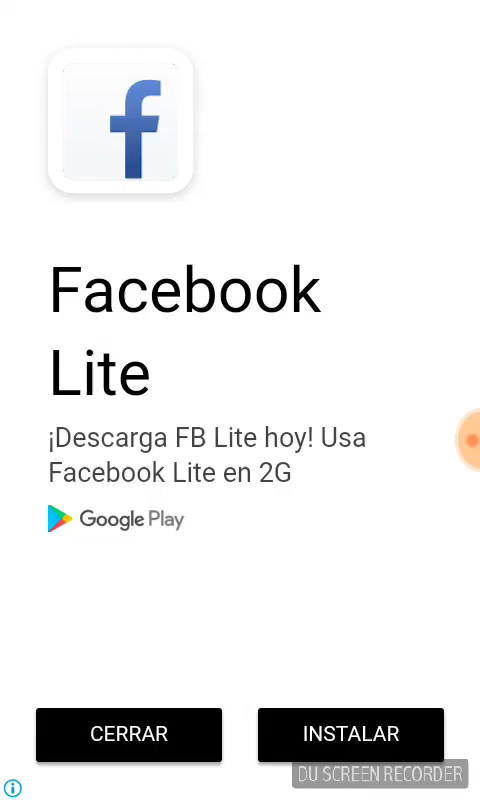 Facebook
Lite
¡Descarga FB Lite hoy! Usa
Facebook Lite en 2G
Google Play
CERRAR
INSTALAR
DU SCREEN RECORDER